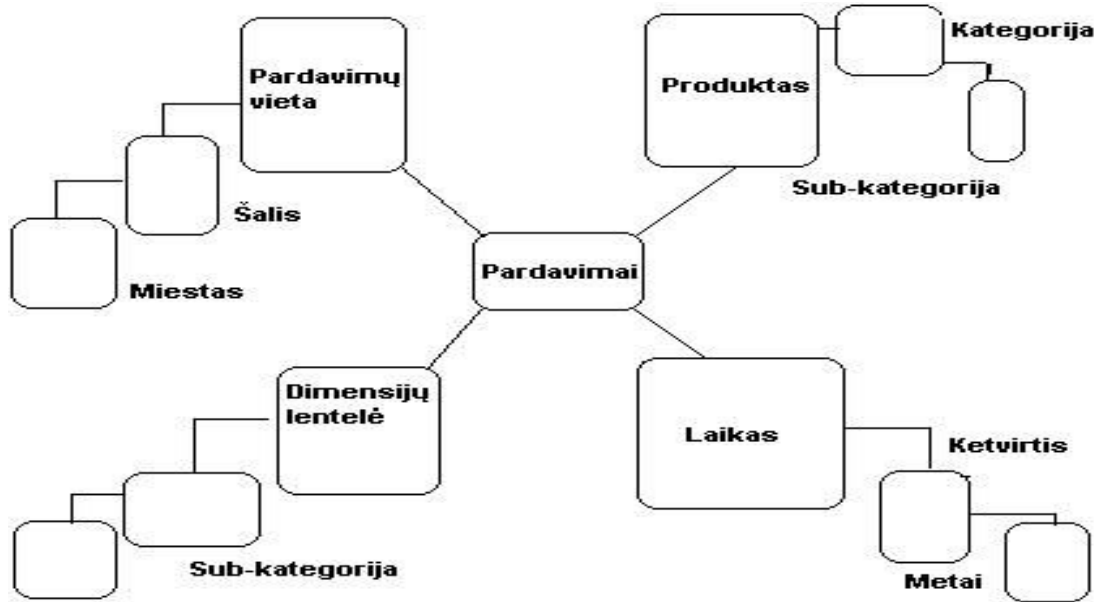 Pardavimų
vieta
Šalis
Miestas
Produktas
Kategorija
Sub-kategorija
Pardavimai
Dimensijų
lentelė
Sub-kategorija
Laikas
Ketvirtis
Metai